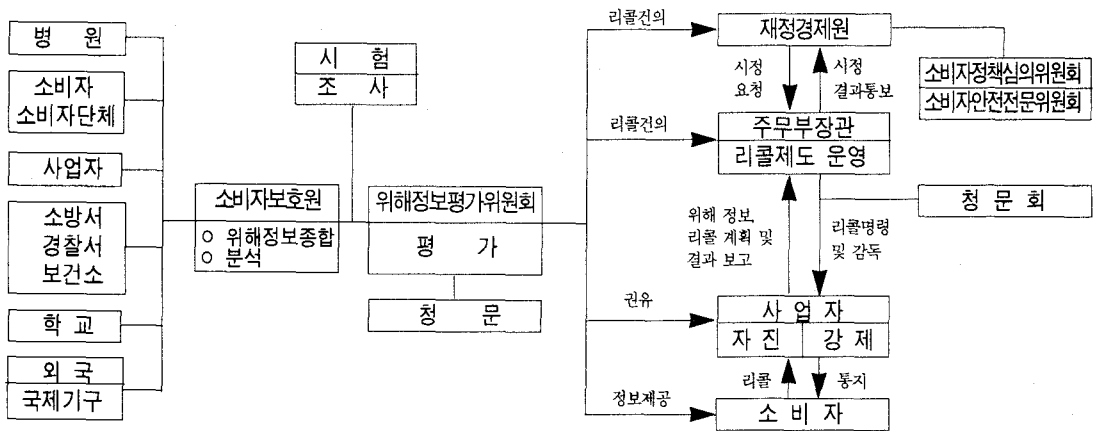 병 원
소비자
소비자단체
사업자
소방서
경찰서
보건소
학 교
외 국
국제기구
시 험
조 사
소비자보호원
○ 위해정보종합
○ 분석
위해정보평가위원회
평 가
청 문
리콜건의
리콜건의
권유
정보제공
재정경제원
시정
요청
시정
결과통보
소비자정책심의위원회
소비자안전전문위원회
주무부장관
리콜제도 운영
청 문 회
위해 정보,
리콜 계획 및
결과 보고
리콜명령
및 감독
사 업 자
자 진
강 제
리콜
통지
소 비 자